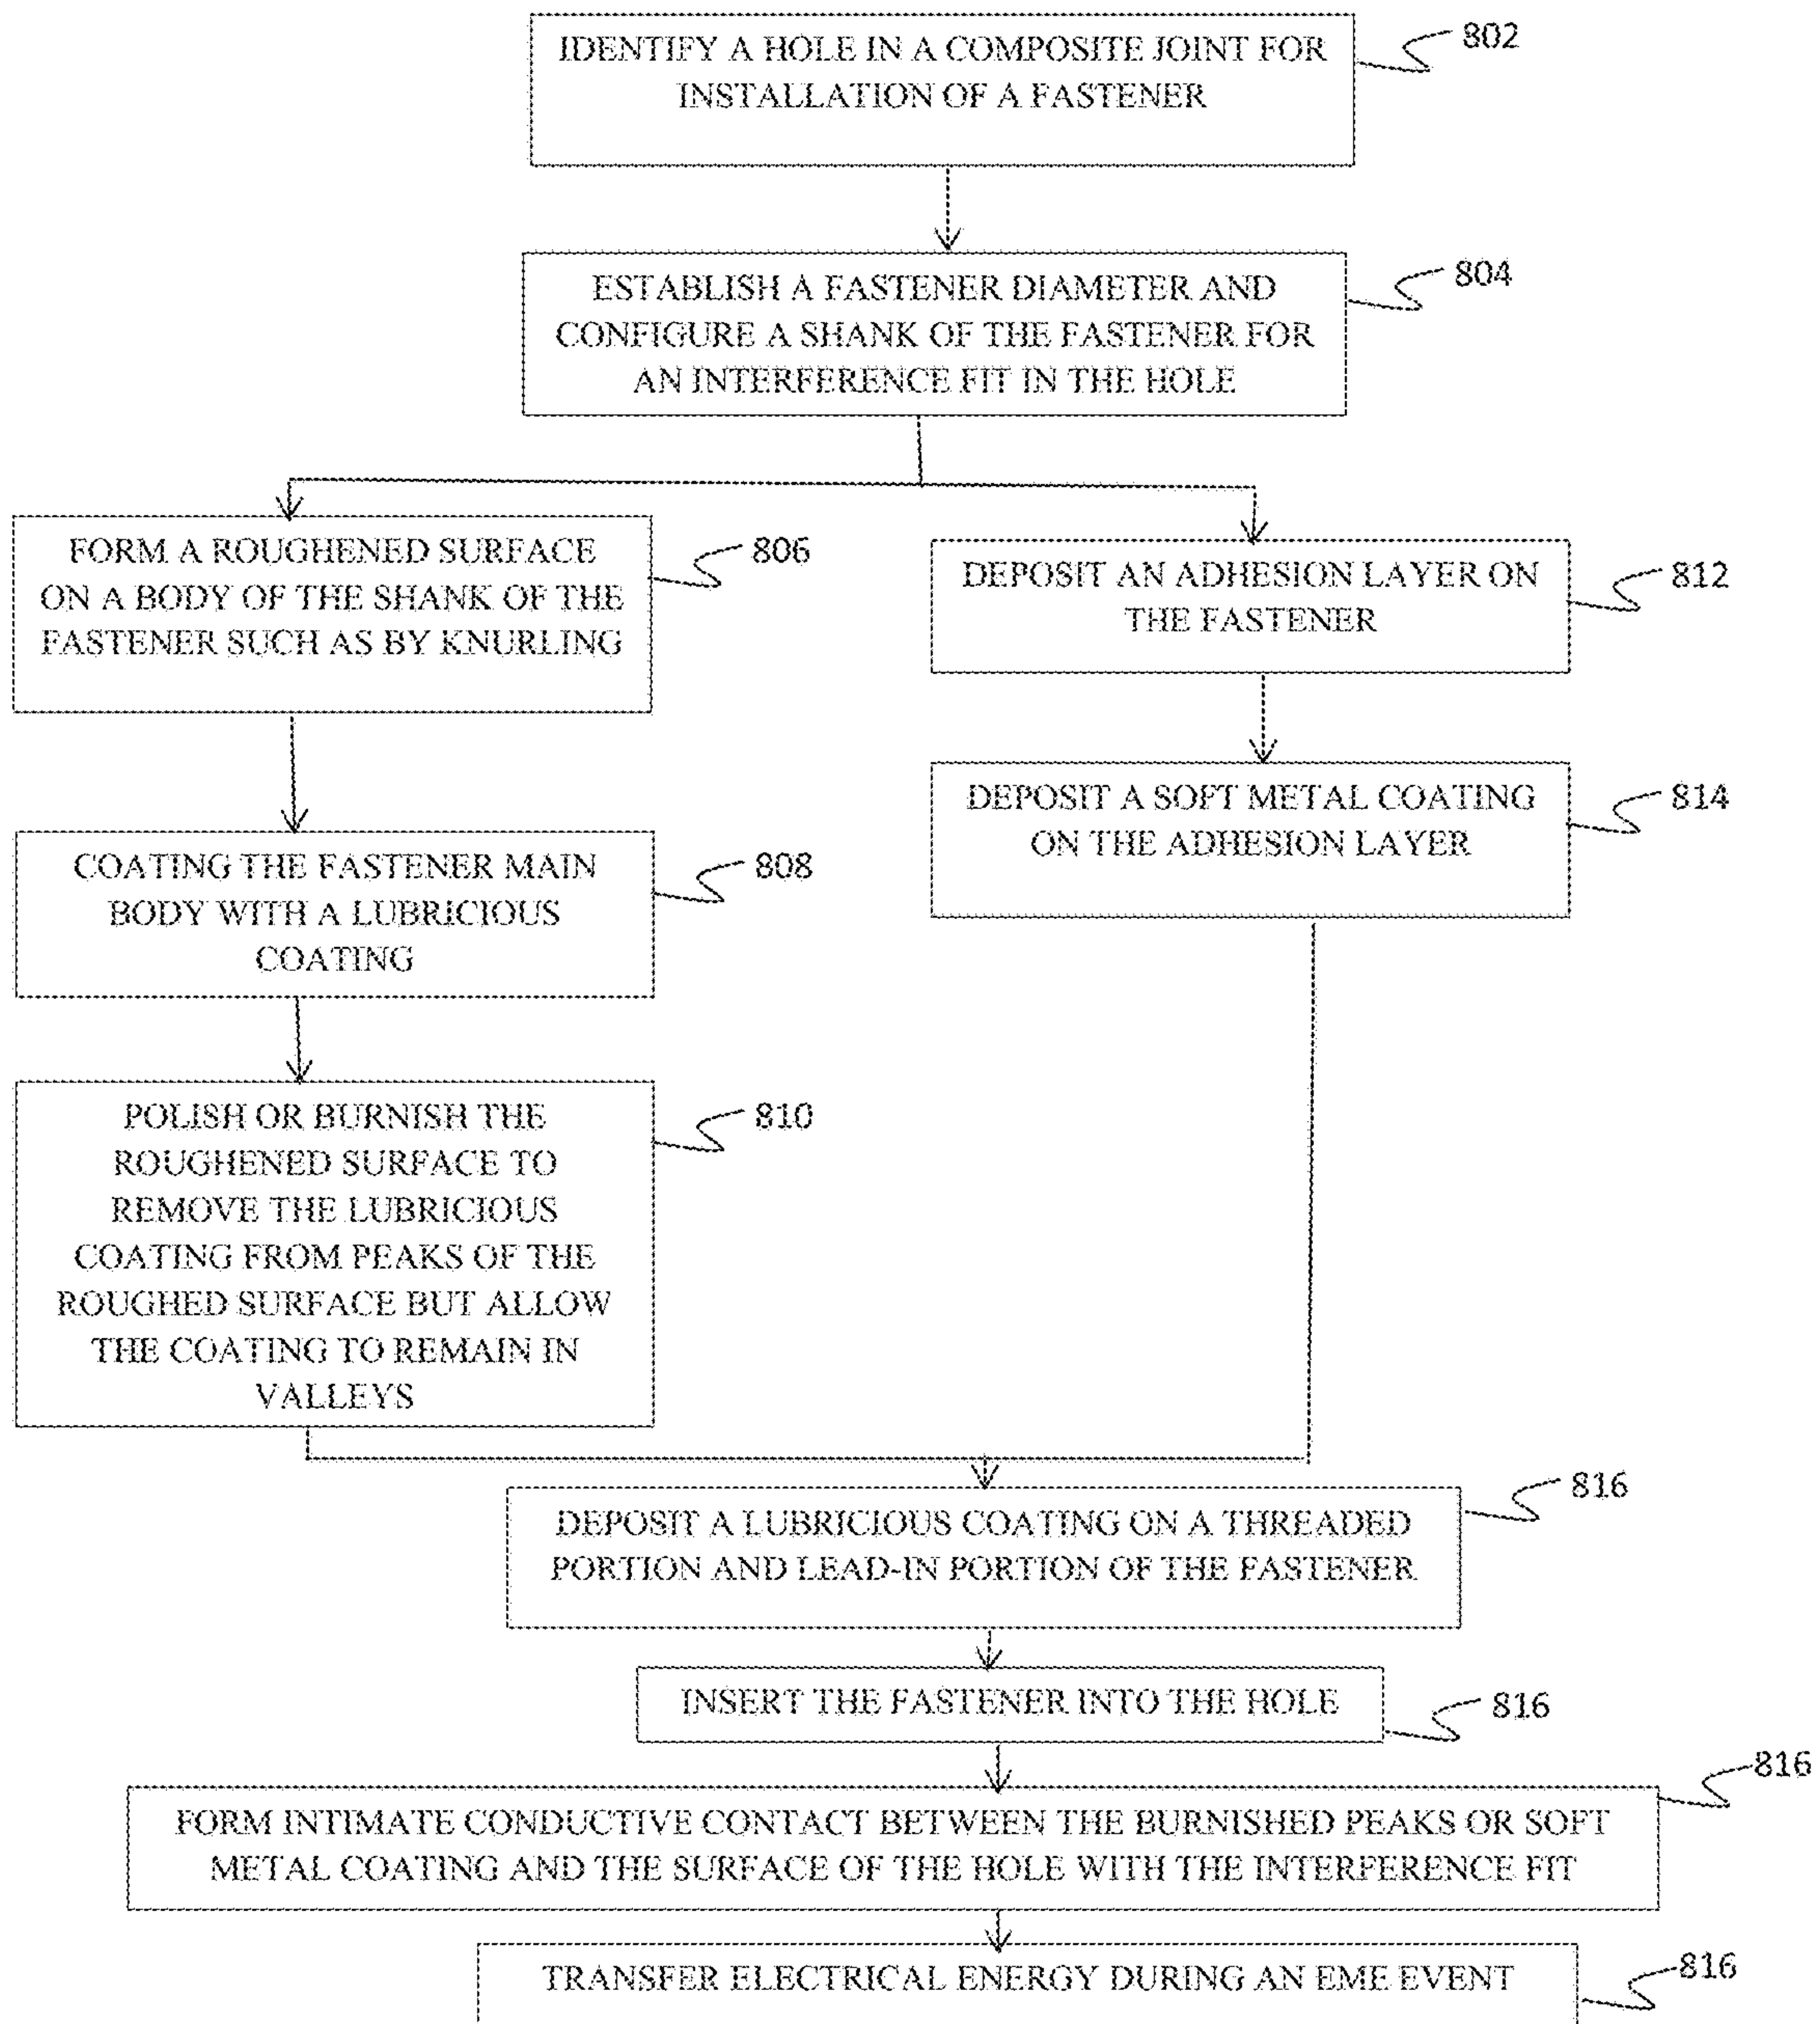 IDENTIFY A HOLE IN A COMPOSITE JOINT FOR
INSTALLATION OF A FASTENER
802
ESTABLISH A FASTENER DIAMETER AND
CONFIGURE A SHANK OF THE FASTENER FOR
AN INTERFERENCE FIT IN THE HOLE
804
FORM A ROUGHENED SURFACE
ON A BODY OF THE SHANK OF THE
FASTENER SUCH AS BY KNURLING
806
COATING THE FASTENER MAIN
BODY WITH A LUBRICIOUS
COATING
808
POLISH OR BURNISH THE
ROUGHENED SURFACE TO
REMOVE THE LUBRICIOUS
COATING FROM PEAKS OF THE
ROUGHED SURFACE BUT ALLOW
THE COATING TO REMAIN IN
VALLEYS
810
DEPOSIT AN ADHESION LAYER ON
THE FASTENER
812
DEPOSIT A SOFT METAL COATING
ON THE ADHESION LAYER
814
DEPOSIT A LUBRICIOUS COATING ON A THREADED
PORTION AND LEAD-IN PORTION OF THE FASTENER
816
INSERT THE FASTENER INTO THE HOLE
816
FORM INTIMATE CONDUCTIVE CONTACT BETWEEN THE BURNISHED PEAKS OR SOFT
METAL COATING AND THE SURFACE OF THE HOLE WITH THE INTERFERENCE FIT
816
TRANSFER ELECTRICAL ENERGY DURING AN EME EVENT
816